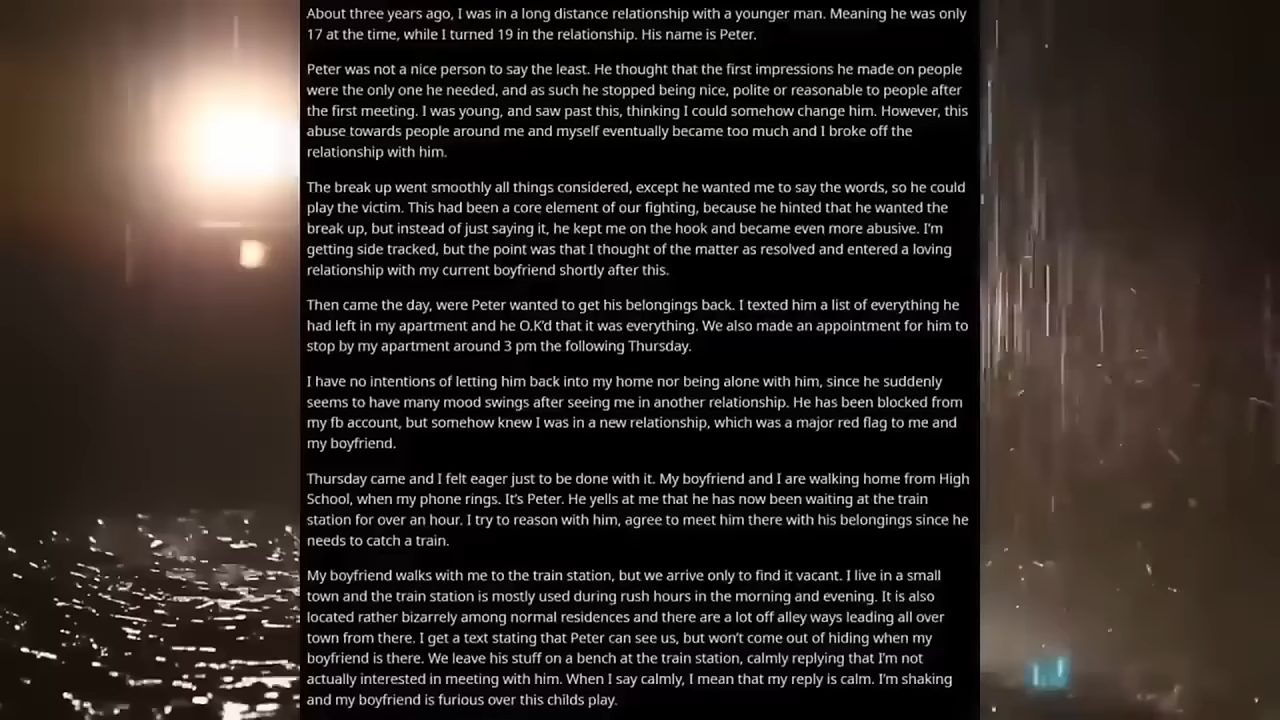 About three years ago, I was in a long distance relationship with a younger man. Meaning he was only
17 at the time, while I turned 19 in the relationship. His name is Peter.
Peter was not a nice person to say the least. He thought that the first impressions he made on people
were the only one he needed, and as such he stopped being nice, polite or reasonable to people after
the first meeting. I was young, and saw past this, thinking I could somehow change him. However, this
abuse towards people around me and myself eventually became too much and I broke off the
relationship with him.
The break up went smoothly all things considered, except he wanted me to say the words, so he could
play the victim. This had been a core element of our fighting, because he hinted that he wanted the
break up, but instead of just saying it, he kept me on the hook and became even more abusive. I'm
getting side tracked, but the point was that I thought of the matter as resolved and entered a loving
relationship with my current boyfriend shortly after this.
Then came the day, were Peter wanted to get his belongings back. I texted him a list of everything he
had left in my apartment and he O.K'd that it was everything. We also made an appointment for him to
stop by my apartment around 3 pm the following Thursday.
I have no intentions of letting him back into my home nor being alone with him, since he suddenly
seems to have many mood swings after seeing me in another relationship. He has been blocked from
my fb account, but somehow knew I was in a new relationship, which was a major red flag to me and
my boyfriend.
Thursday came and I felt eager just to be done with it. My boyfriend and I are walking home from High
School, when my phone rings. It's Peter. He yells at me that he has now been waiting at the train
station for over an hour. I try to reason with him, agree to meet him there with his belongings since he
needs to catch a train.
My boyfriend walks with me to the train station, but we arrive only to find it vacant. I live in a small
town and the train station is mostly used during rush hours in the morning and evening. It is also
located rather bizarrely among normal residences and there are a lot off alley ways leading all over
town from there. I get a text stating that Peter can see us, but won't come out of hiding when my
boyfriend is there. We leave his stuff on a bench at the train station, calmly replying that I'm not
actually interested in meeting with him. When I say calmly, I mean that my reply is calm. I'm shaking
and my boyfriend is furious over this childs play.